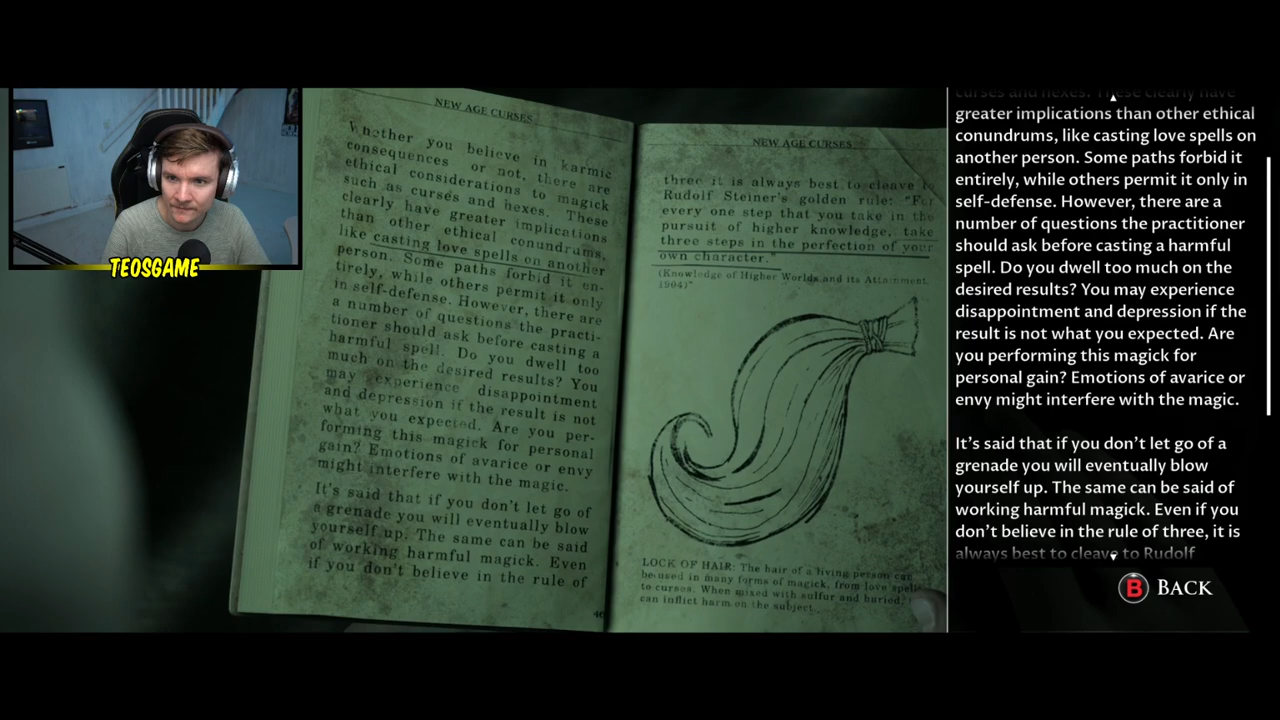 TEOSGAME
NEW AGE CURSES
Whether you believe in karmic
consequences or not, there are
ethical considerations to magick
such as curses and hexes. These
clearly have greater implications
than other ethical conundrums,
like casting love spells on another
person. Some paths forbid it en-
tirely, while others permit it only
in self-defense. However, there are
a number of questions the practi-
tioner should ask before casting a
harmful spell. Do you dwell too
much on the desired results? You
may experience disappointment
and depression if the result is not
what you expected. Are you per-
forming this magick for personal
gain? Emotions of avarice or envy
might interfere with the magic.
It's said that if you don't let go of
a grenade you will eventually blow
yourself up. The same can be said
of working harmful magick. Even
if you don't believe in the rule of
NEW AGE CURSES
three it is always best to cleave to
Rudolf Steiner's golden rule: "For
every one step that you take in the
pursuit of higher knowledge, take
three steps in the perfection of your
own character."
(Knowledge of Higher Worlds and its Attainment,
1904)"
LOCK OF HAIR: The hair of a living person can
be used in many forms of magick, from love spells
to curses. When mixed with sulfur and buried,
can inflict harm on the subject.
curses and hexes. These clearly have
greater implications than other ethical
conundrums, like casting love spells on
another person. Some paths forbid it
entirely, while others permit it only in
self-defense. However, there are a
number of questions the practitioner
should ask before casting a harmful
spell. Do you dwell too much on the
desired results? You may experience
disappointment and depression if the
result is not what you expected. Are
you performing this magick for
personal gain? Emotions of avarice or
envy might interfere with the magic.
It's said that if you don't let go of a
grenade you will eventually blow
yourself up. The same can be said of
working harmful magick. Even if you
don't believe in the rule of three, it is
always best to cleave to Rudolf
B BACK